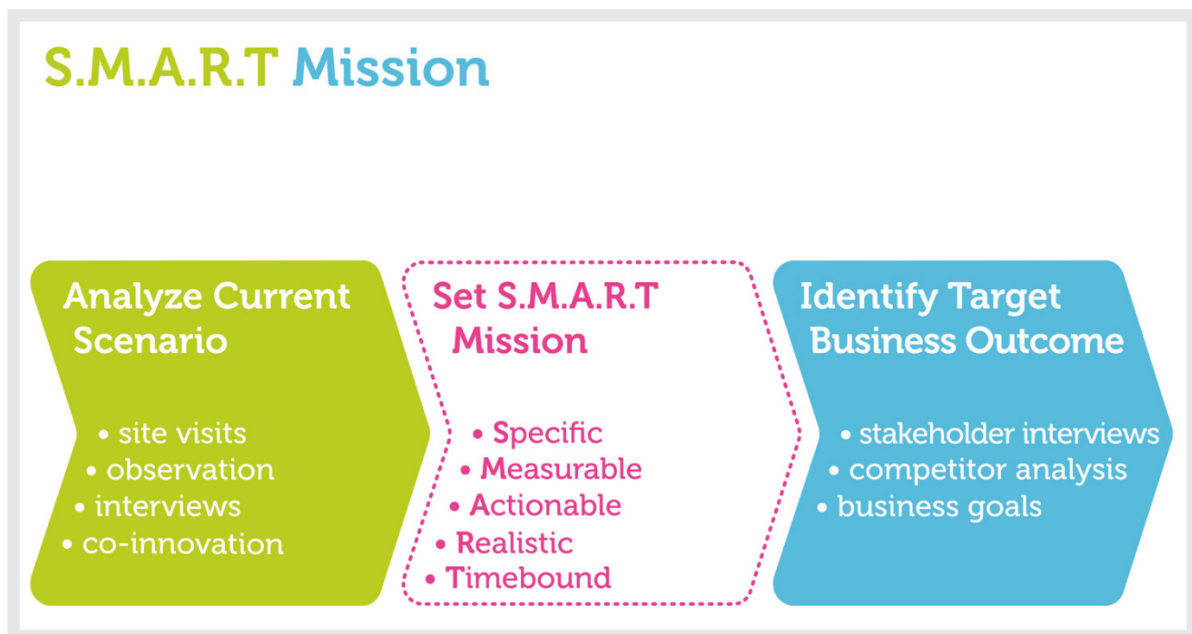 S.M.A.R.T Mission
Analyze Current
Scenario
• site visits
• observation
• interviews
• co-innovation
Set S.M.A.R.T
Mission
• Specific
• Measurable
• Actionable
• Realistic
• Timebound
Identify Target
Business Outcome
• stakeholder interviews
• competitor analysis
• business goals